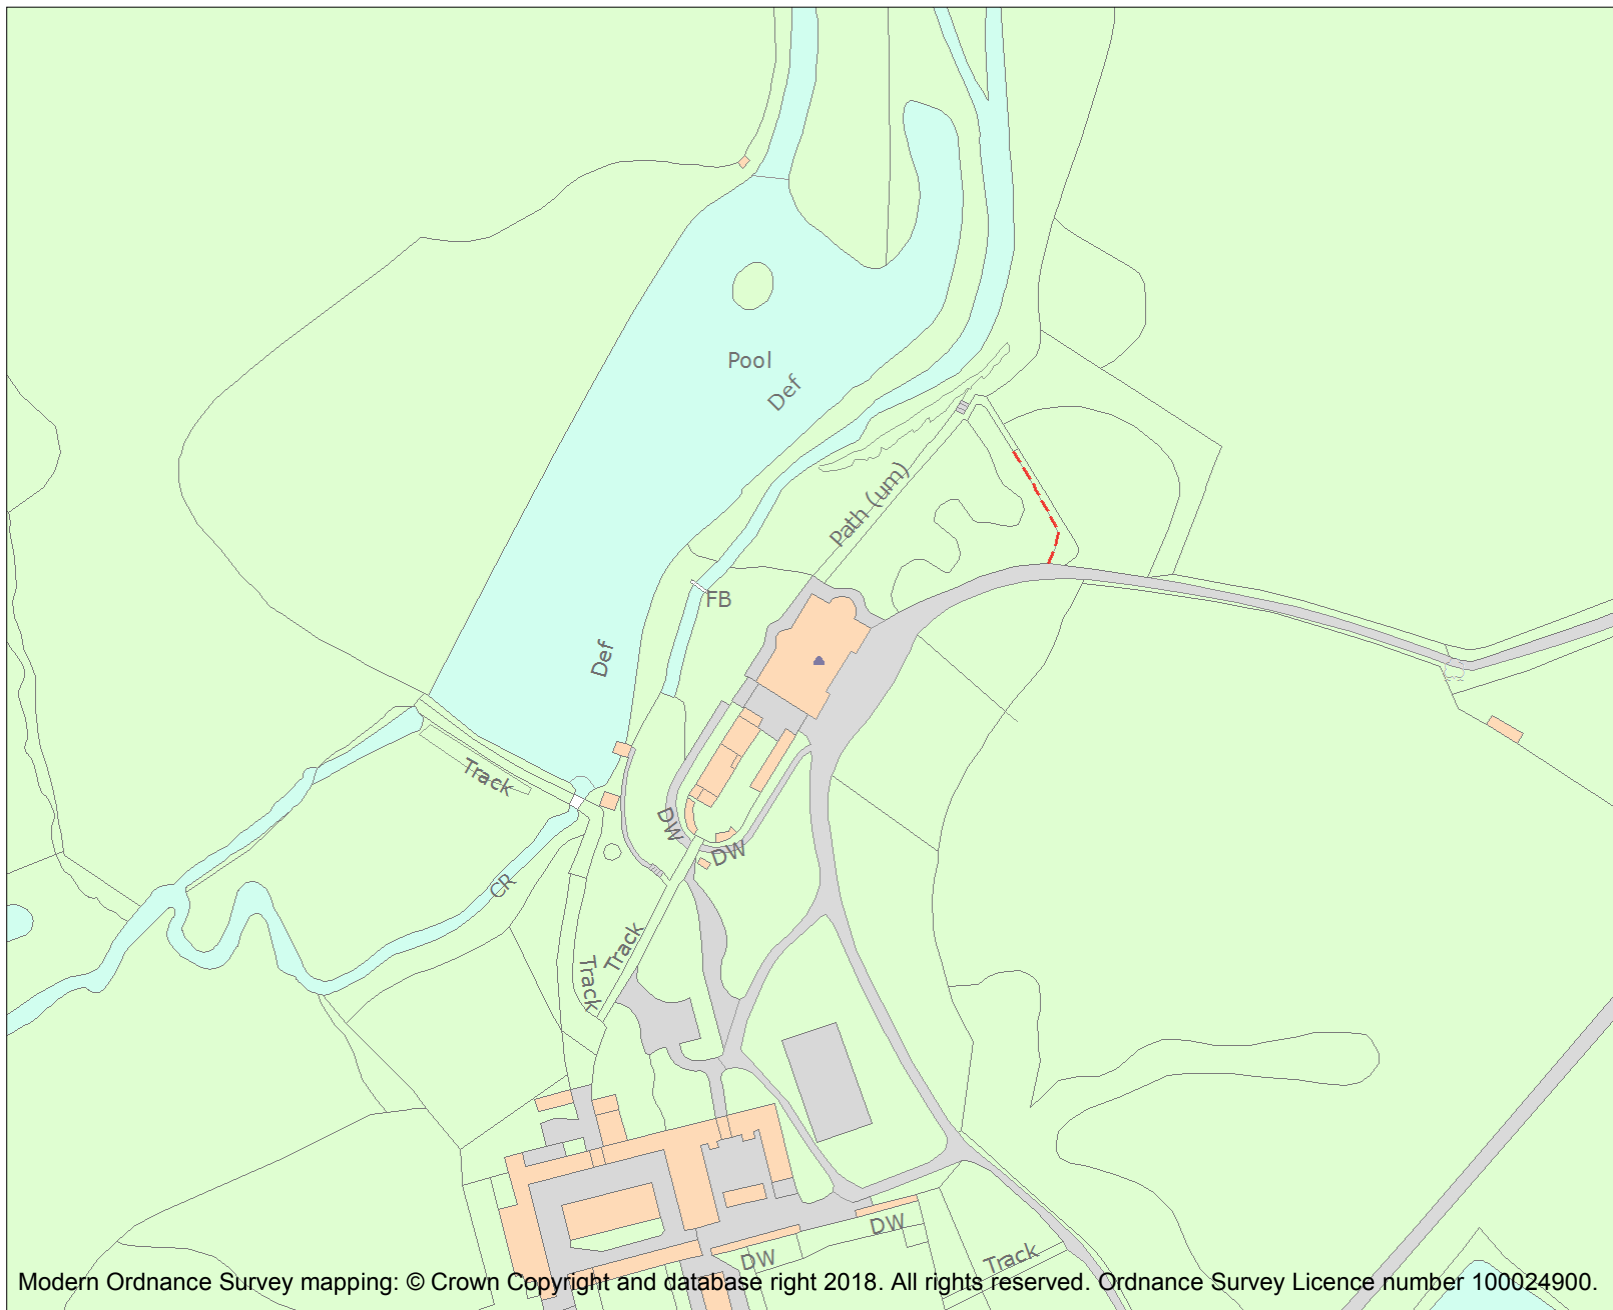 Pool
Def
Path (um)
FB
Def
Track
DW
DW
CR
Track
Track
DW
DW
Track
Modern Ordnance Survey mapping: © Crown Copyright and database right 2018. All rights reserved. Ordnance Survey Licence number 100024900.